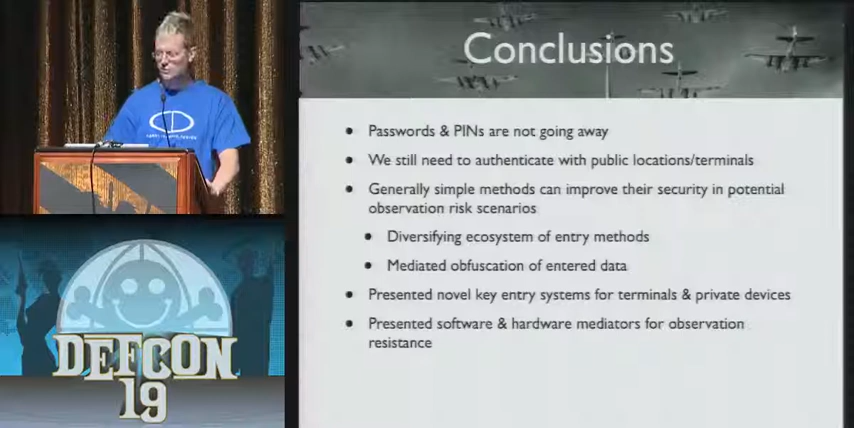 Conclusions
Passwords & PINs are not going away
We still need to authenticate with public locations/terminals
Generally simple methods can improve their security in potential
observation risk scenarios
Diversifying ecosystem of entry methods
Mediated obfuscation of entered data
Presented novel key entry systems for terminals & private devices
Presented software & hardware mediators for observation
resistance
DEFCON
19